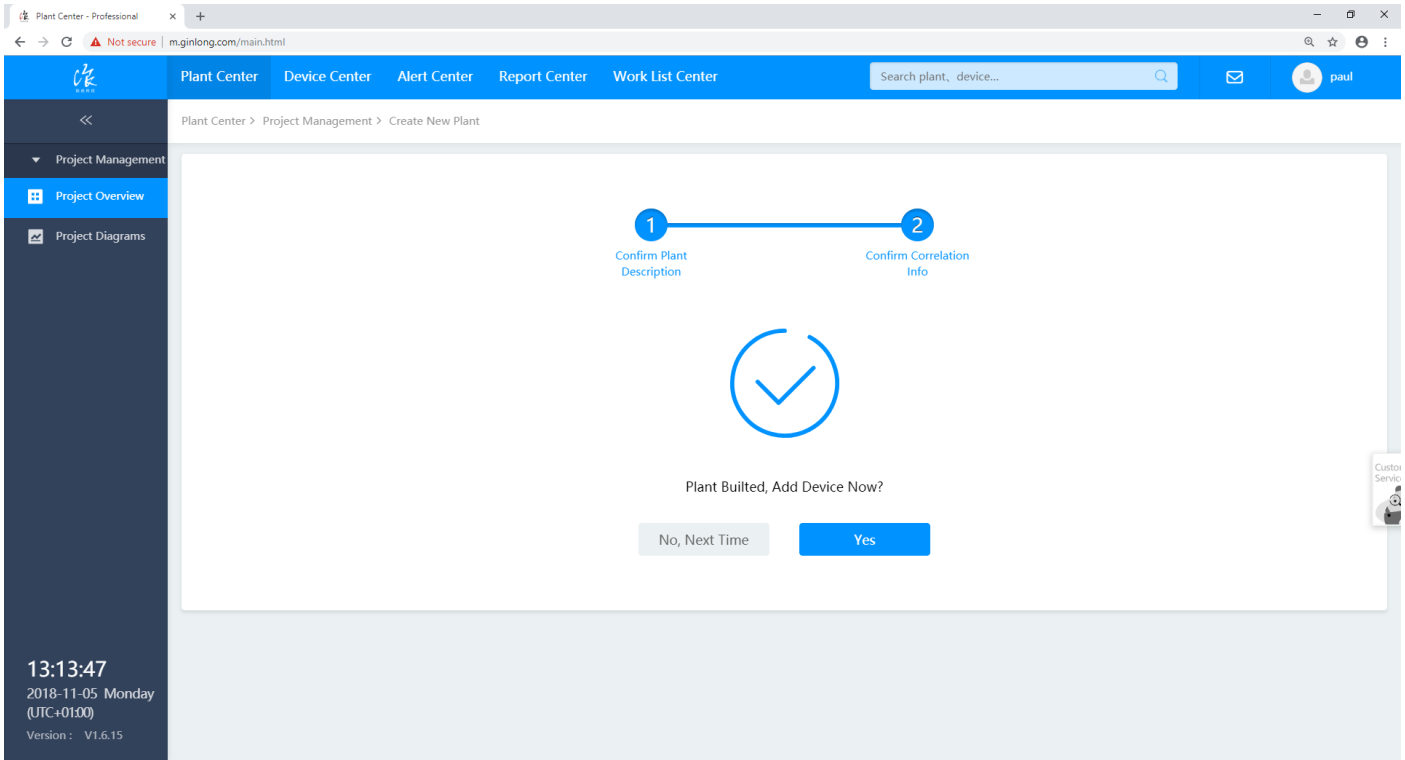 Plant Center - Professional
Not secure | m.ginlong.com/main.html
Plant Center Device Center Alert Center Report Center Work List Center Search plant、device... paul
Plant Center > Project Management > Create New Plant
Project Management
Project Overview
Project Diagrams
1 2
Confirm Plant Confirm Correlation
Description Info
Plant Builted, Add Device Now?
No, Next Time Yes
13:13:47
2018-11-05 Monday
(UTC+01:00)
Version : V1.6.15